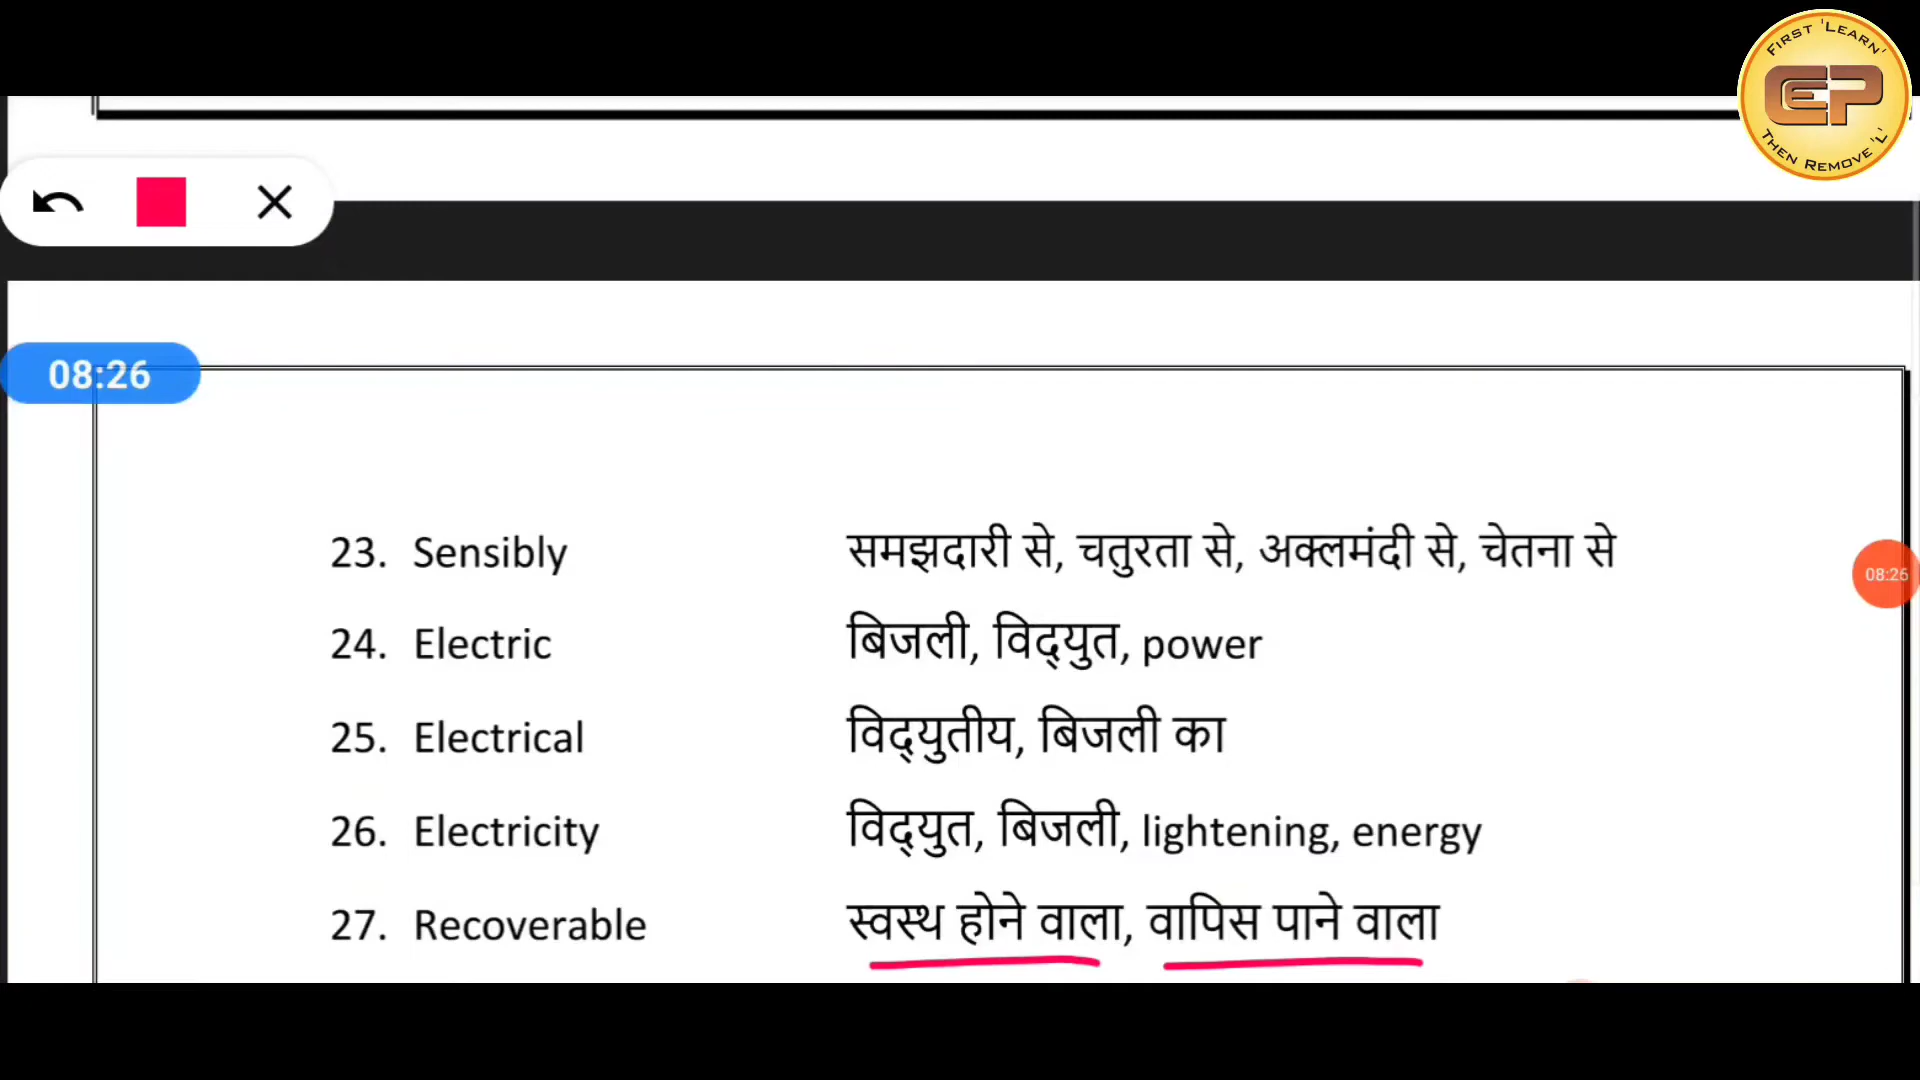 FIRST 'LEARN'
EP
THEN REMOVE 'L'
08:26
23. Sensibly समझदारी से, चतुरता से, अक्लमंदी से, चेतना से
08:26
24. Electric बिजली, विद्युत, power
25. Electrical विद्युतीय, बिजली का
26. Electricity विद्युत, बिजली, lightening, energy
27. Recoverable स्वस्थ होने वाला, वापिस पाने वाला